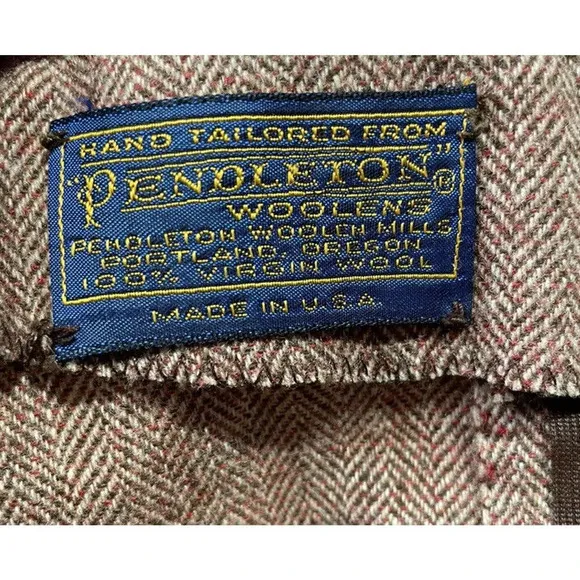 HAND TAILORED FROM
"PENDLETON"®
WOOLENS
PENDLETON WOOLEN MILLS
PORTLAND, OREGON
100% VIRGIN WOOL
MADE IN U.S.A.